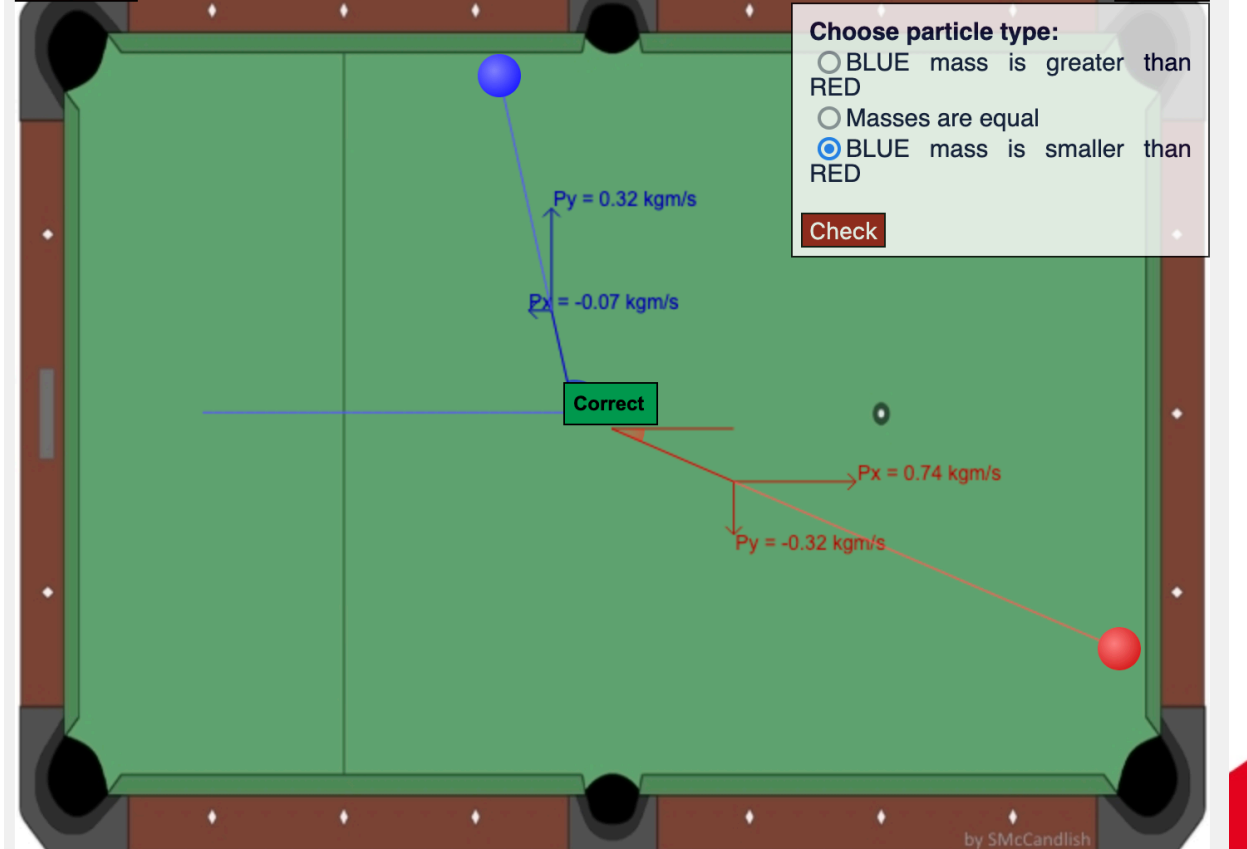 Choose particle type:
BLUE mass is greater than
RED
Masses are equal
BLUE mass is smaller than
RED
Check
Py = 0.32 kgm/s
Px = -0.07 kgm/s
Correct
Px = 0.74 kgm/s
Py = -0.32 kgm/s
by SMcCandlish